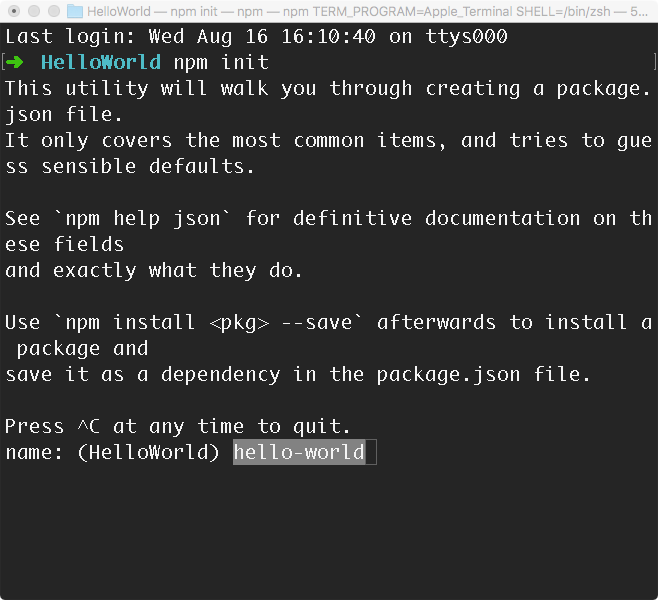 HelloWorld — npm init — npm — npm TERM_PROGRAM=Apple_Terminal SHELL=/bin/zsh — 5...
Last login: Wed Aug 16 16:10:40 on ttys000
[➜  HelloWorld npm init ]
This utility will walk you through creating a package.
json file.
It only covers the most common items, and tries to gue
ss sensible defaults.
See `npm help json` for definitive documentation on th
ese fields
and exactly what they do.
Use `npm install <pkg> --save` afterwards to install a
 package and
save it as a dependency in the package.json file.
Press ^C at any time to quit.
name: (HelloWorld) hello-world